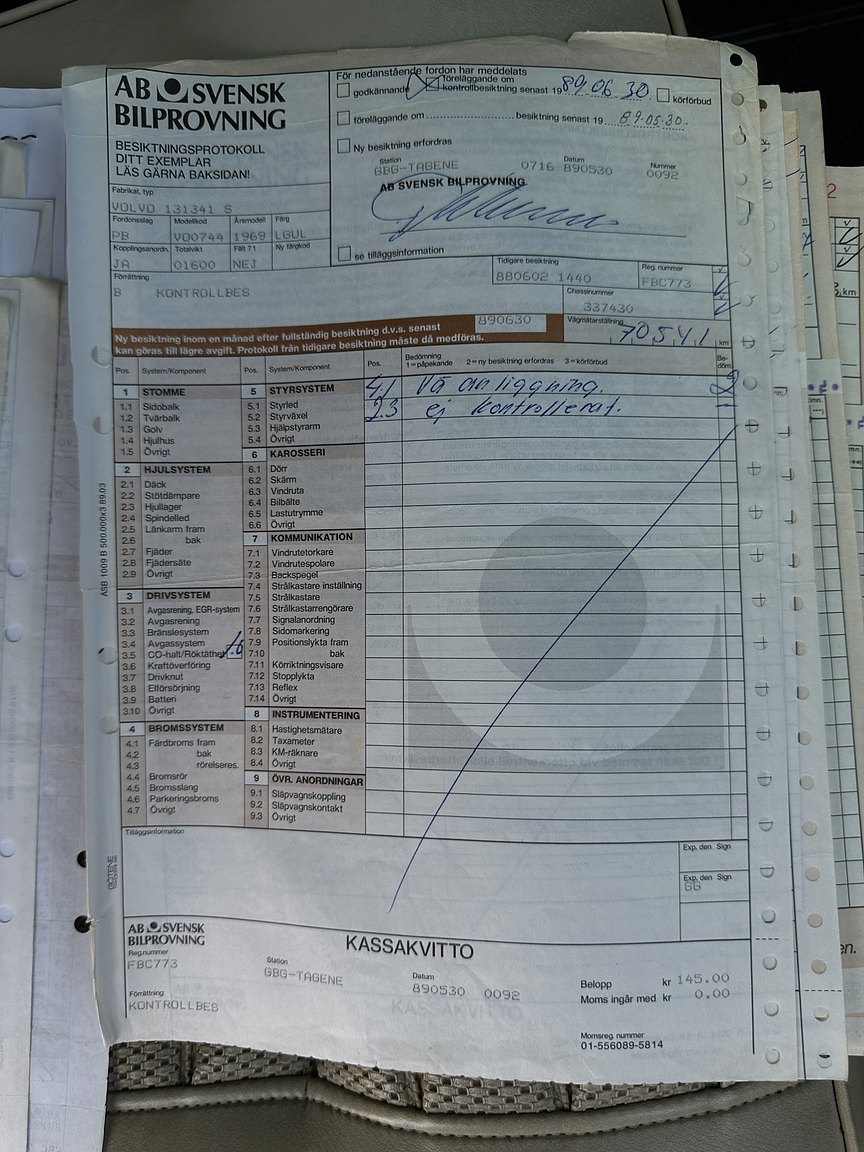 AB SVENSK
BILPROVNING
BESIKTNINGSPROTOKOLL
DITT EXEMPLAR
LÄS GÄRNA BAKSIDAN!
För nedanstående fordon har meddelats
godkännande
föreläggande om
kontrollbesiktning senast 19 89.06.30
körförbud
föreläggande om besiktning senast 19 89.05.30.
Ny besiktning erfordras
Station Datum Nummer
GBG-TAGENE 0716 890530 0092
AB SVENSK BILPROVNING
se tilläggsinformation
Fabrikat, typ
VOLVO 131341 S
Fordonsslag Modellkod Årsmodell Färg
PB V00744 1969 LGUL
Kopplingsanordn. Totalvikt Fält 71 Ny färgkod
JA 01600 NEJ
Förrättning
B KONTROLLBES
Tidigare besiktning Reg. nummer
880602 1440 FBC773
Chassinummer
337430
Ny besiktning inom en månad efter fullständig besiktning d.v.s. senast 890630
kan göras till lägre avgift. Protokoll från tidigare besiktning måste då medföras.
Vägmätarställning
70541 km
Pos. System/Komponent Pos. System/Komponent Pos. Bedömning Be-
1 = påpekande 2 = ny besiktning erfordras 3 = körförbud döm.
4.1 Vä anliggning. 2
2.3 ej kontrollerat. —
1 STOMME
1.1 Sidobalk
1.2 Tvärbalk
1.3 Golv
1.4 Hjulhus
1.5 Övrigt
2 HJULSYSTEM
2.1 Däck
2.2 Stötdämpare
2.3 Hjullager
2.4 Spindelled
2.5 Länkarm fram
2.6 bak
2.7 Fjäder
2.8 Fjädersäte
2.9 Övrigt
3 DRIVSYSTEM
3.1 Avgasrening, EGR-system
3.2 Avgasrening
3.3 Bränslesystem
3.4 Avgassystem
3.5 CO-halt/Röktäthet
3.6 Kraftöverföring
3.7 Drivknut
3.8 Elförsörjning
3.9 Batteri
3.10 Övrigt
4 BROMSSYSTEM
4.1 Färdbroms fram
4.2 bak
4.3 rörelseres.
4.4 Bromsrör
4.5 Bromsslang
4.6 Parkeringsbroms
4.7 Övrigt
5 STYRSYSTEM
5.1 Styrled
5.2 Styrväxel
5.3 Hjälpstyrarm
5.4 Övrigt
6 KAROSSERI
6.1 Dörr
6.2 Skärm
6.3 Vindruta
6.4 Bilbälte
6.5 Lastutrymme
6.6 Övrigt
7 KOMMUNIKATION
7.1 Vindrutetorkare
7.2 Vindrutespolare
7.3 Backspegel
7.4 Strålkastare inställning
7.5 Strålkastare
7.6 Strålkastarrengörare
7.7 Signalanordning
7.8 Sidomarkering
7.9 Positionslykta fram
7.10 bak
7.11 Körriktningsvisare
7.12 Stopplykta
7.13 Reflex
7.14 Övrigt
8 INSTRUMENTERING
8.1 Hastighetsmätare
8.2 Taxameter
8.3 KM-räknare
8.4 Övrigt
9 ÖVR. ANORDNINGAR
9.1 Släpvagnskoppling
9.2 Släpvagnskontakt
9.3 Övrigt
ASB 1009 B 500.000x3 89.03
Tilläggsinformation
Exp. den Sign
Exp. den Sign
GG
AB SVENSK
BILPROVNING
KASSAKVITTO
Reg.nummer
FBC773
Station
GBG-TAGENE
Datum
890530 0092
Förrättning:
KONTROLLBES
Belopp kr 145.00
Moms ingår med kr 0.00
Momsreg. nummer
01-556089-5814